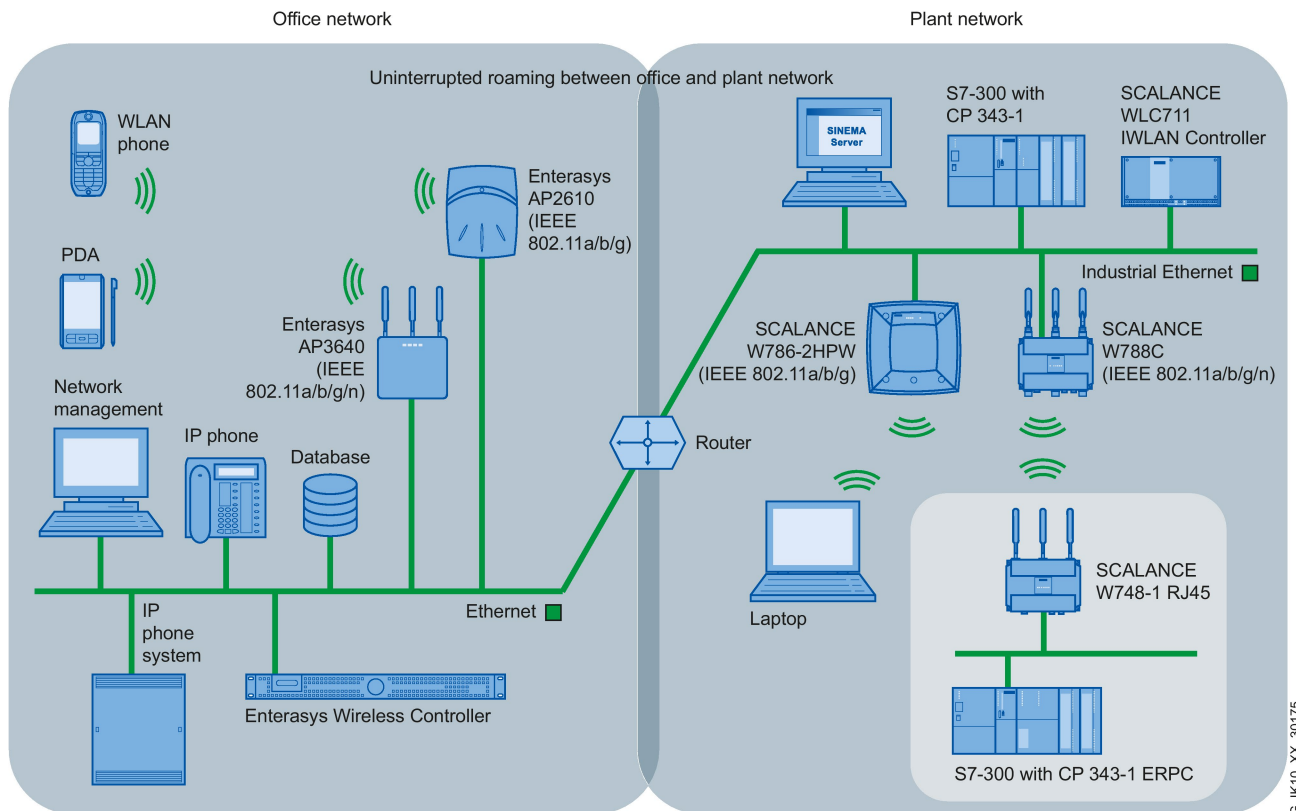 Office network
Plant network
Uninterrupted roaming between office and plant network
WLAN
phone
Enterasys
AP2610
(IEEE
802.11a/b/g)
PDA
Enterasys
AP3640
(IEEE
802.11a/b/g/n)
Network
management
IP phone
Database
Ethernet
IP
phone
system
Enterasys Wireless Controller
Router
SINEMA
Server
S7-300 with
CP 343-1
SCALANCE
WLC711
IWLAN Controller
Industrial Ethernet
SCALANCE
W786-2HPW
(IEEE 802.11a/b/g)
SCALANCE
W788C
(IEEE 802.11a/b/g/n)
Laptop
SCALANCE
W748-1 RJ45
S7-300 with CP 343-1 ERPC
G_IK10_XX_30175